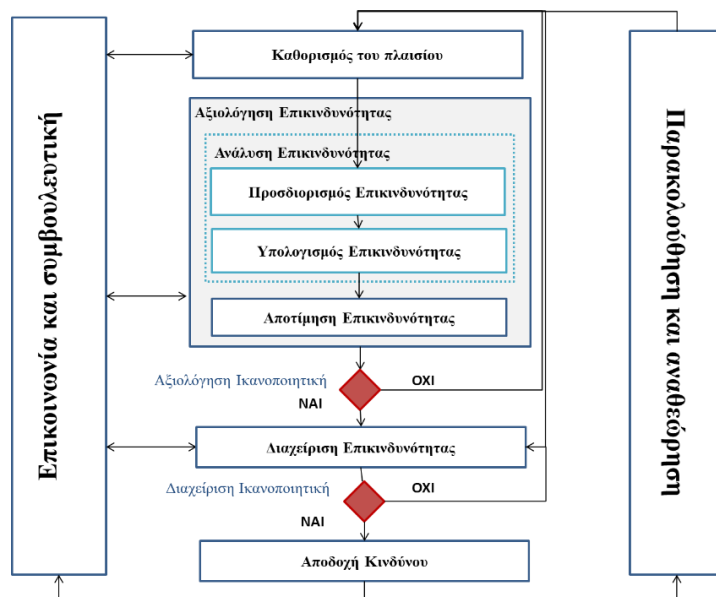 Επικοινωνία και συμβουλευτική
Καθορισμός του πλαισίου
Αξιολόγηση Επικινδυνότητας
Ανάλυση Επικινδυνότητας
Προσδιορισμός Επικινδυνότητας
Υπολογισμός Επικινδυνότητας
Αποτίμηση Επικινδυνότητας
Αξιολόγηση Ικανοποιητική
ΟΧΙ
ΝΑΙ
Διαχείριση Επικινδυνότητας
Διαχείριση Ικανοποιητική
ΟΧΙ
ΝΑΙ
Αποδοχή Κινδύνου
Παρακολούθηση και αναθεώρηση